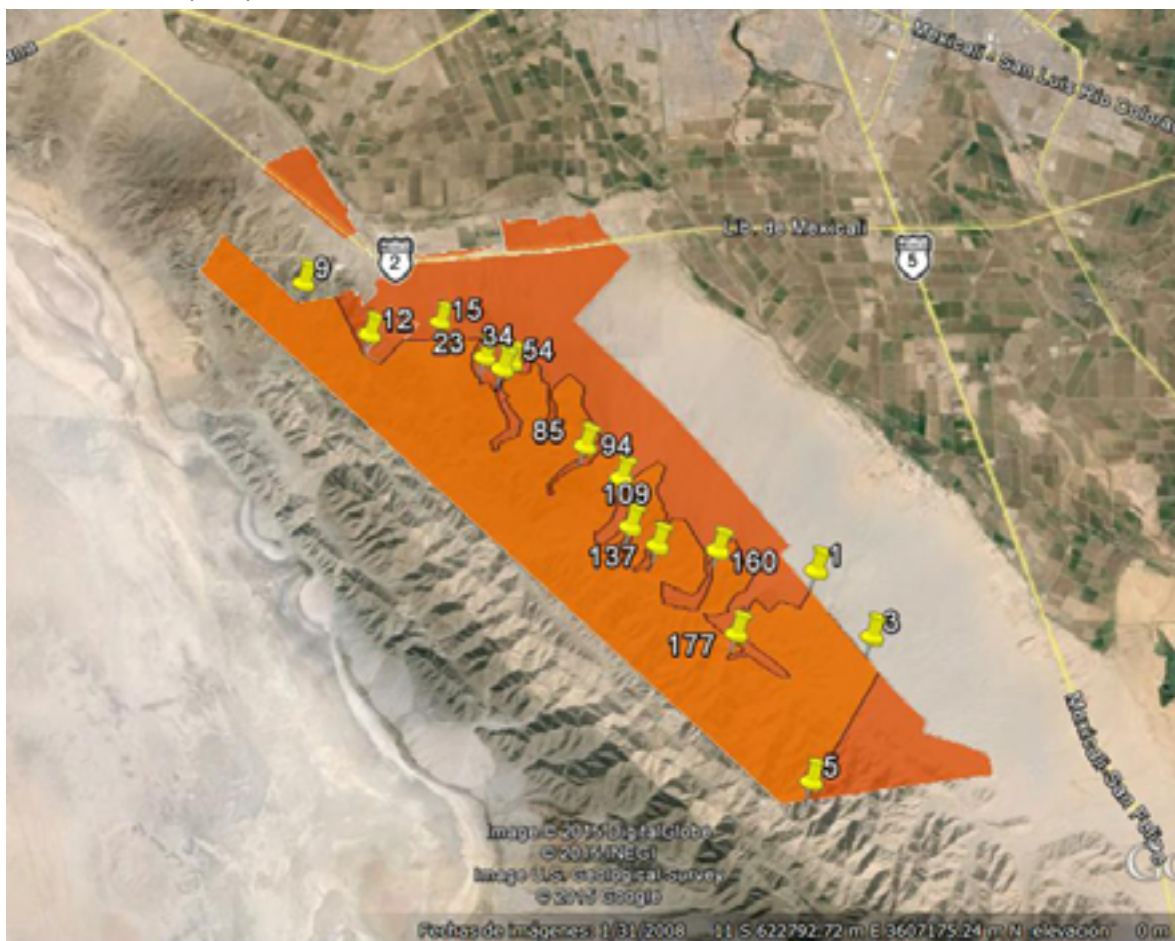 Mexicali - San Luis Río Colora
Lib. de Mexicali
2
5
9
12
15
23
34
54
85
94
109
137
160
1
177
3
5
Mexicali-San Felipe
Image © 2015 DigitalGlobe
© 2015 INEGI
Image U.S. Geological Survey
© 2015 Google
Fechas de imágenes: 1/31/2008 11 S 622792.72 m E 3607175.24 m N elevación 0 m